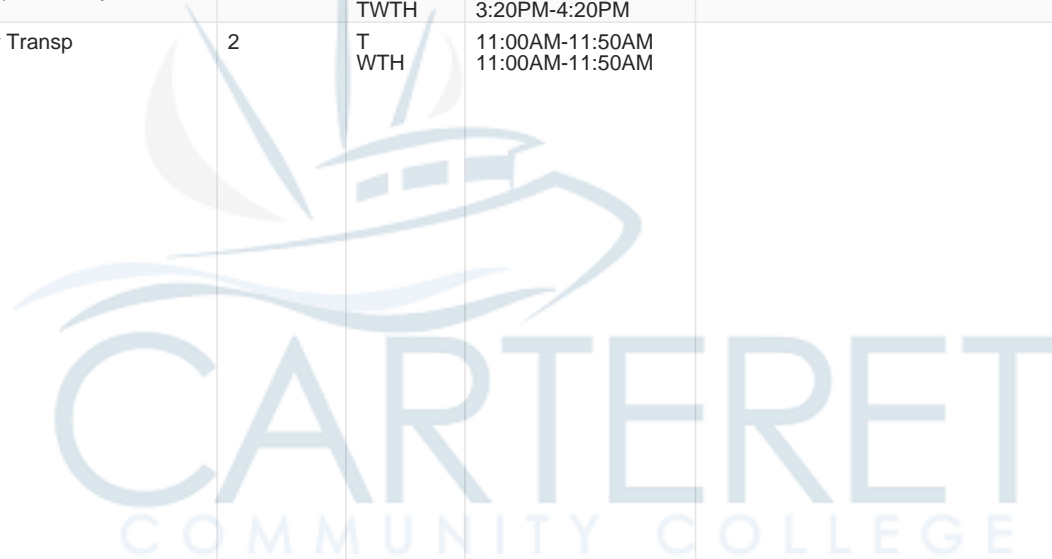 TWTH 3:20PM-4:20PM
Transp 2 T 11:00AM-11:50AM
WTH 11:00AM-11:50AM
CARTERET
COMMUNITY COLLEGE